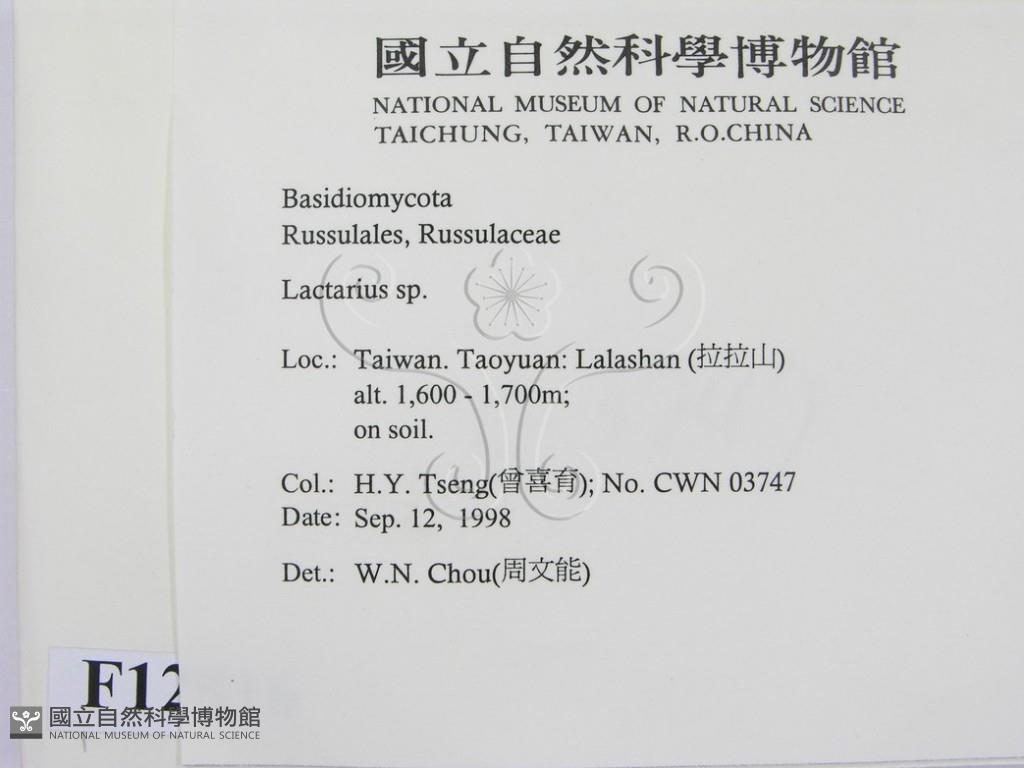 國立自然科學博物館
NATIONAL MUSEUM OF NATURAL SCIENCE
TAICHUNG, TAIWAN, R.O.CHINA
Basidiomycota
Russulales, Russulaceae
Lactarius sp.
Loc.: Taiwan. Taoyuan: Lalashan (拉拉山)
alt. 1,600 - 1,700m;
on soil.
Col.: H.Y. Tseng(曾喜育); No. CWN 03747
Date: Sep. 12, 1998
Det.: W.N. Chou(周文能)
F12
國立自然科學博物館
NATIONAL MUSEUM OF NATURAL SCIENCE